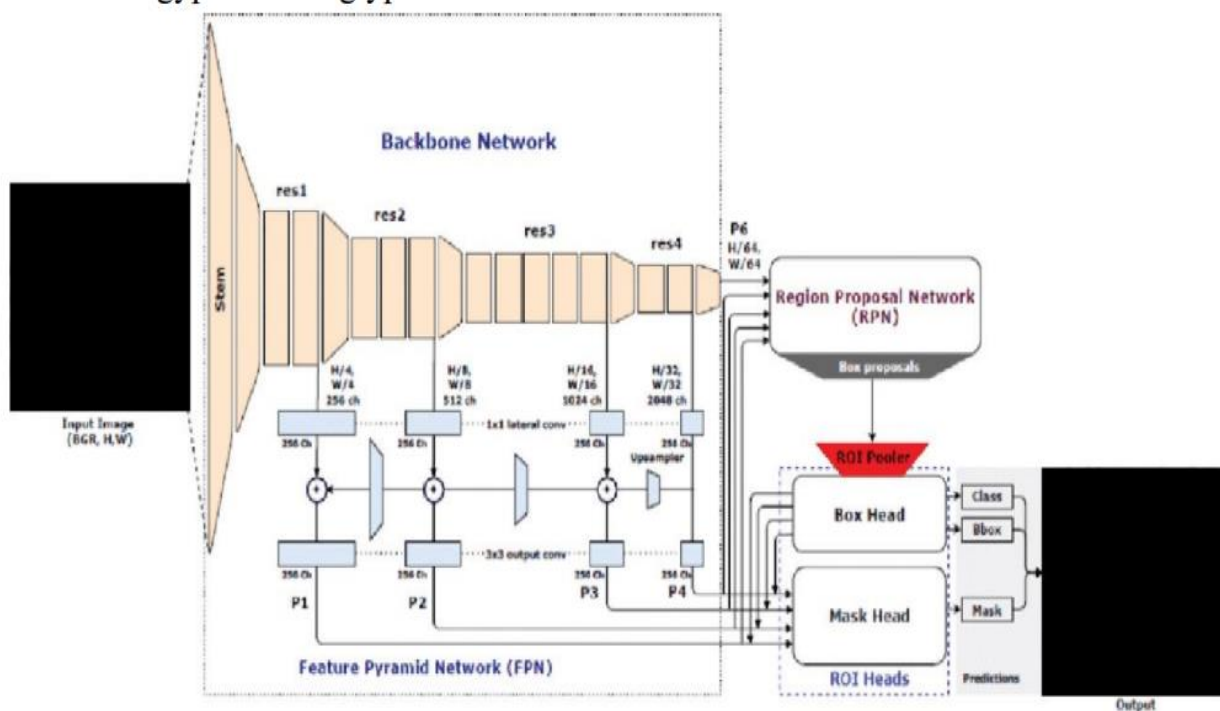 Backbone Network
res1
res2
res3
res4
P6
H/64,
W/64
Stem
Region Proposal Network
(RPN)
Box proposals
Input Image
(BGR, H,W)
H/4,
W/4
256 ch
H/8,
W/8
512 ch
H/16,
W/16
1024 ch
H/32,
W/32
2048 ch
1x1 lateral conv
256 Ch
256 Ch
256 Ch
256 Ch
Upsampler
ROI Pooler
+
+
+
Box Head
Class
Bbox
3x3 output conv
256 Ch
256 Ch
256 Ch
256 Ch
P1
P2
P3
P4
Mask Head
Mask
Feature Pyramid Network (FPN)
ROI Heads
Predictions
Output